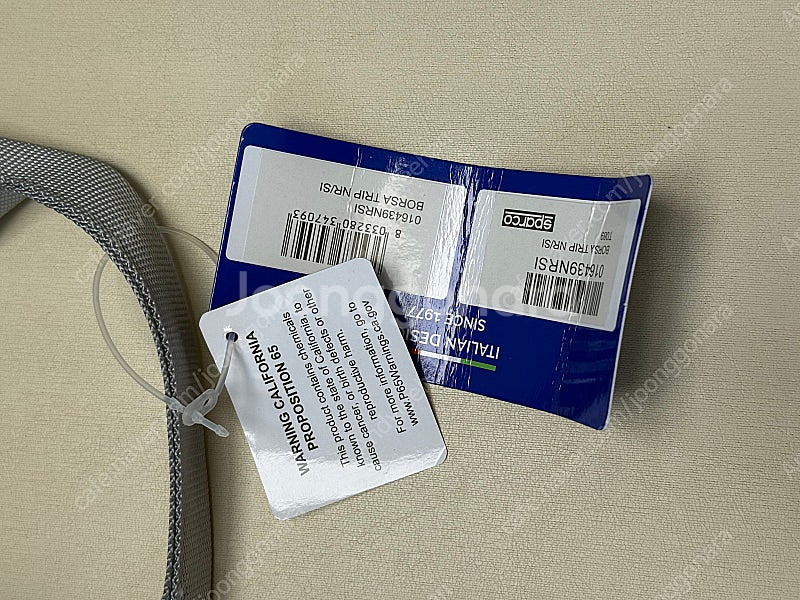 8 033280 347093
016439NRSI
BORSA TRIP NR/SI
sparco
T089
BORSA TRIP NR/SI
016439NRSI
ITALIAN DES
SINCE 1977
WARNING CALIFORNIA
PROPOSITION 65
This product contains chemicals
known to the state of California to
cause cancer, or birth defects or other
reproductive harm.
For more information, go to
www.P65Warnings.ca.gov
Joonggonara